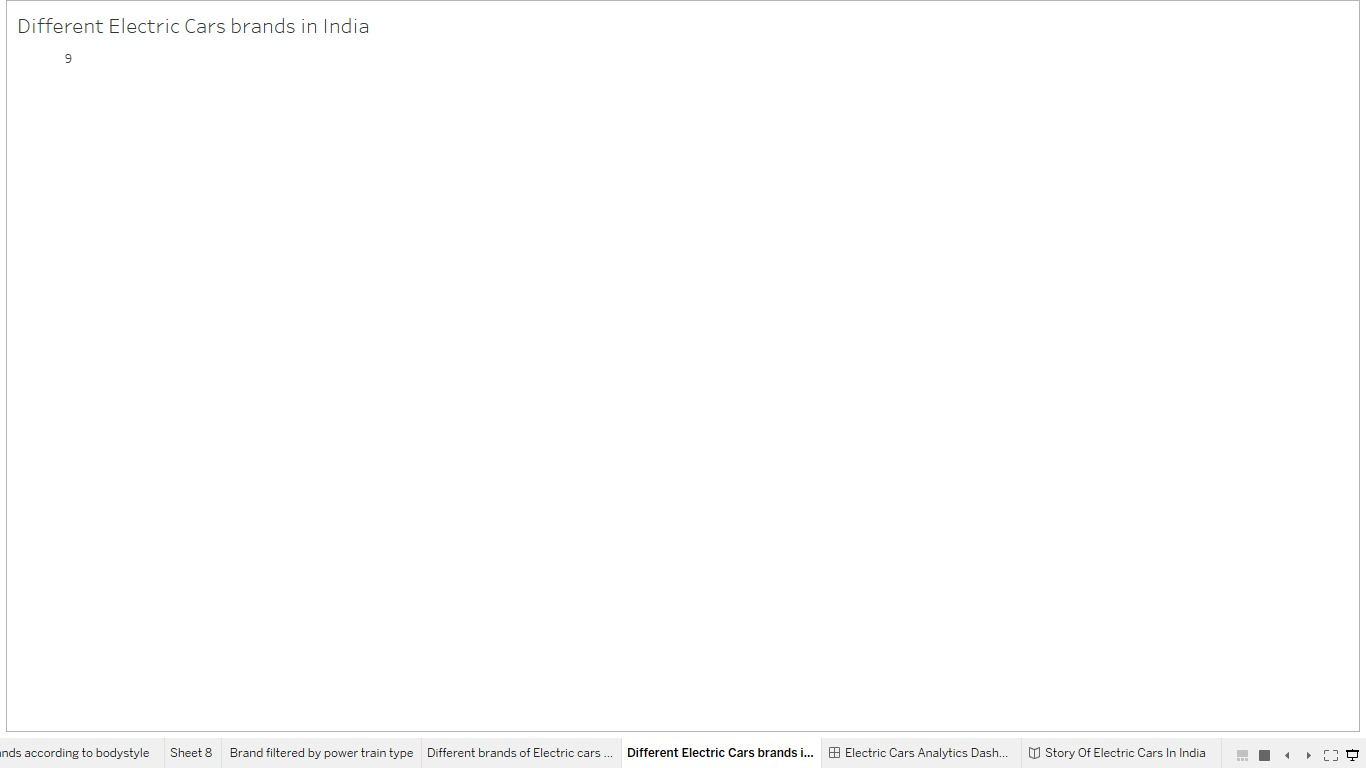 Different Electric Cars brands in India
9
nds according to bodystyle
Sheet 8
Brand filtered by power train type
Different brands of Electric cars ...
Different Electric Cars brands i...
Electric Cars Analytics Dash...
Story Of Electric Cars In India